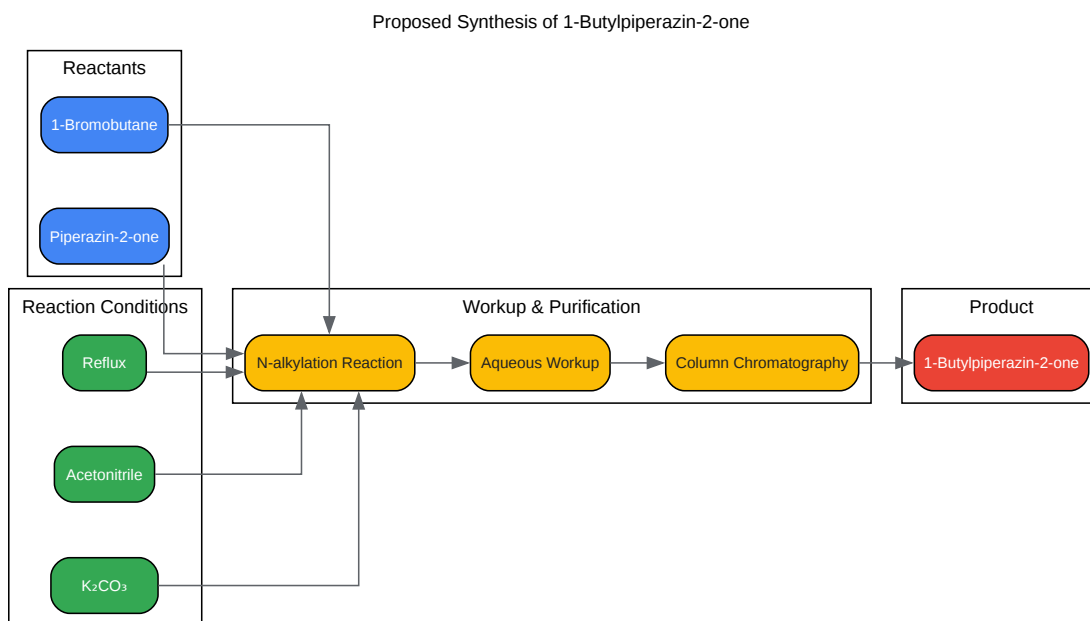 Proposed Synthesis of 1-Butylpiperazin-2-one
Reactants
1-Bromobutane
Piperazin-2-one
Reaction Conditions
Reflux
Acetonitrile
K₂CO₃
Workup & Purification
N-alkylation Reaction
Aqueous Workup
Column Chromatography
Product
1-Butylpiperazin-2-one